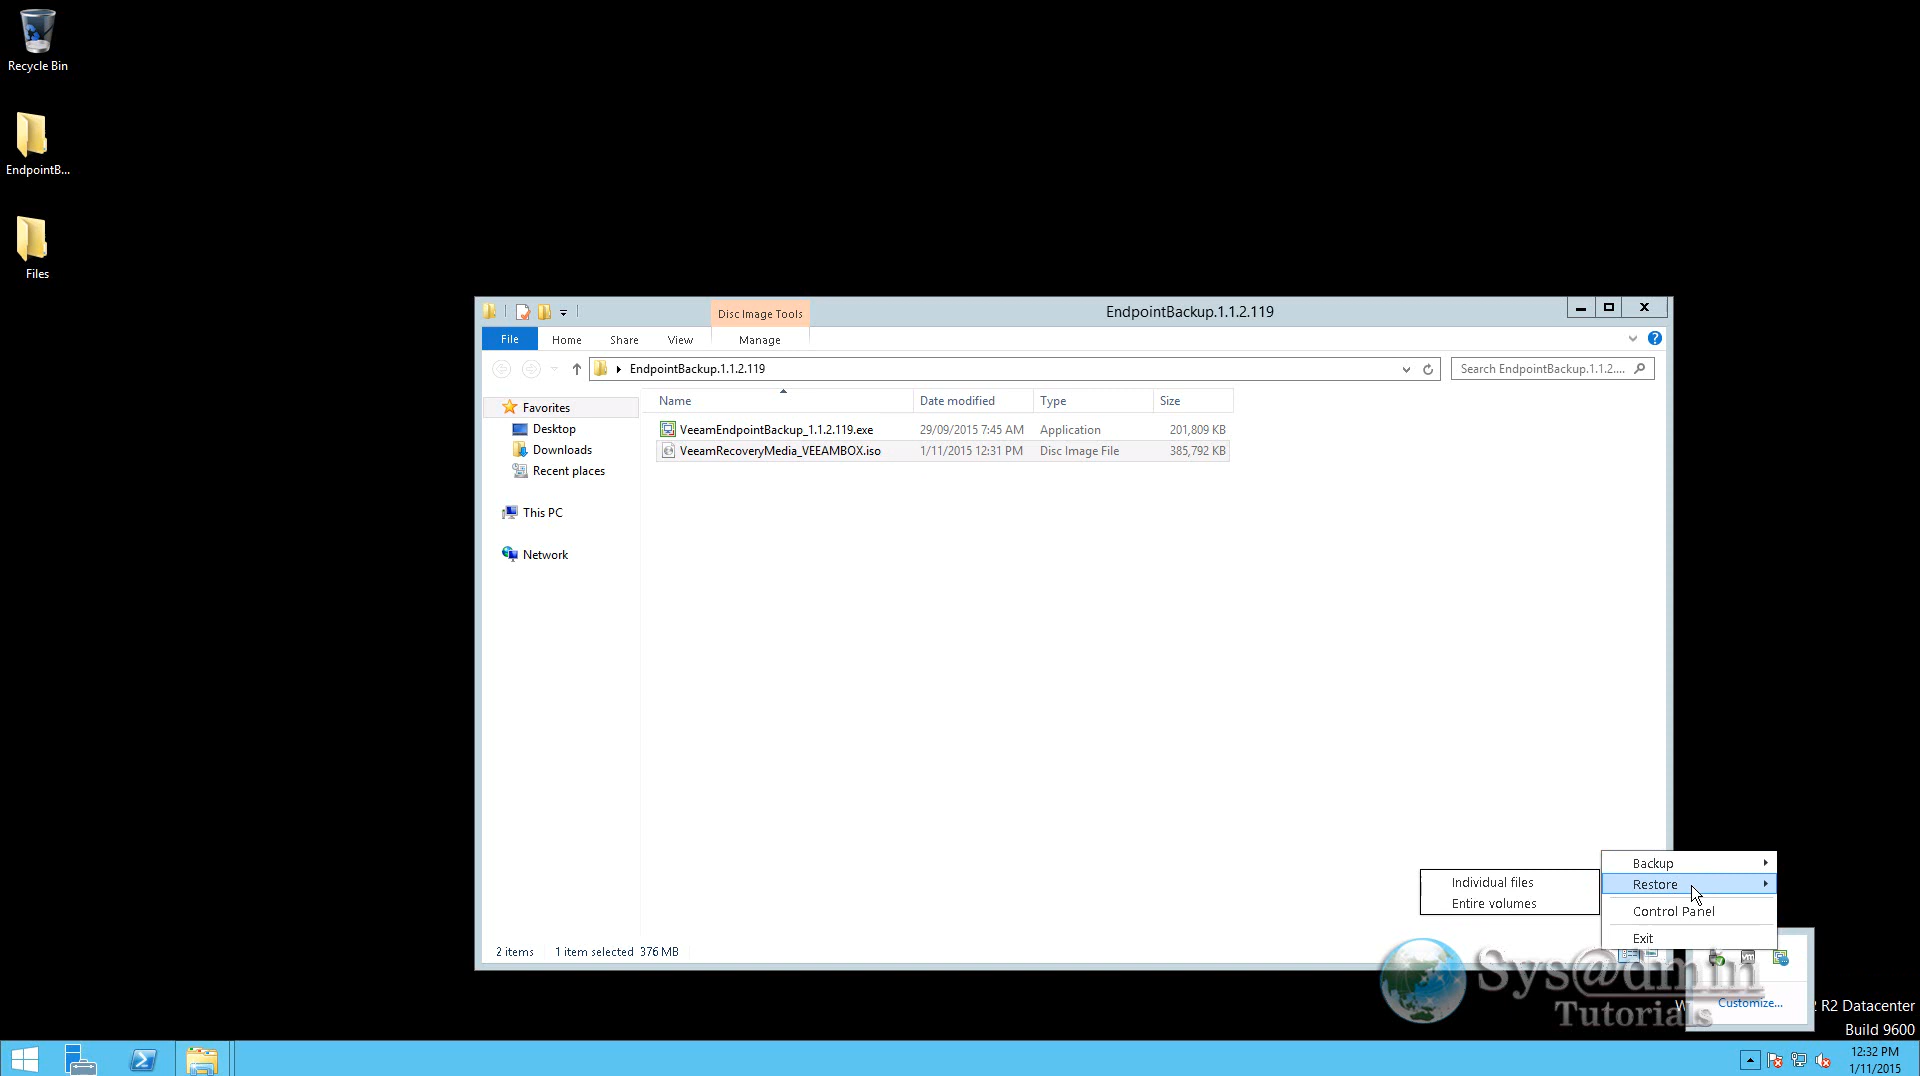 Recycle Bin
EndpointB...
Files
Disc Image Tools
EndpointBackup.1.1.2.119
File
Home
Share
View
Manage
EndpointBackup.1.1.2.119
Search EndpointBackup.1.1.2....
Favorites
Desktop
Downloads
Recent places
This PC
Network
Name
Date modified
Type
Size
VeeamEndpointBackup_1.1.2.119.exe
29/09/2015 7:45 AM
Application
201,809 KB
VeeamRecoveryMedia_VEEAMBOX.iso
1/11/2015 12:31 PM
Disc Image File
385,792 KB
Individual files
Entire volumes
Backup
Restore
Control Panel
Exit
2 items
1 item selected 376 MB
vm
Sys@dmin
Tutorials
Customize...
R2 Datacenter
Build 9600
12:32 PM
1/11/2015